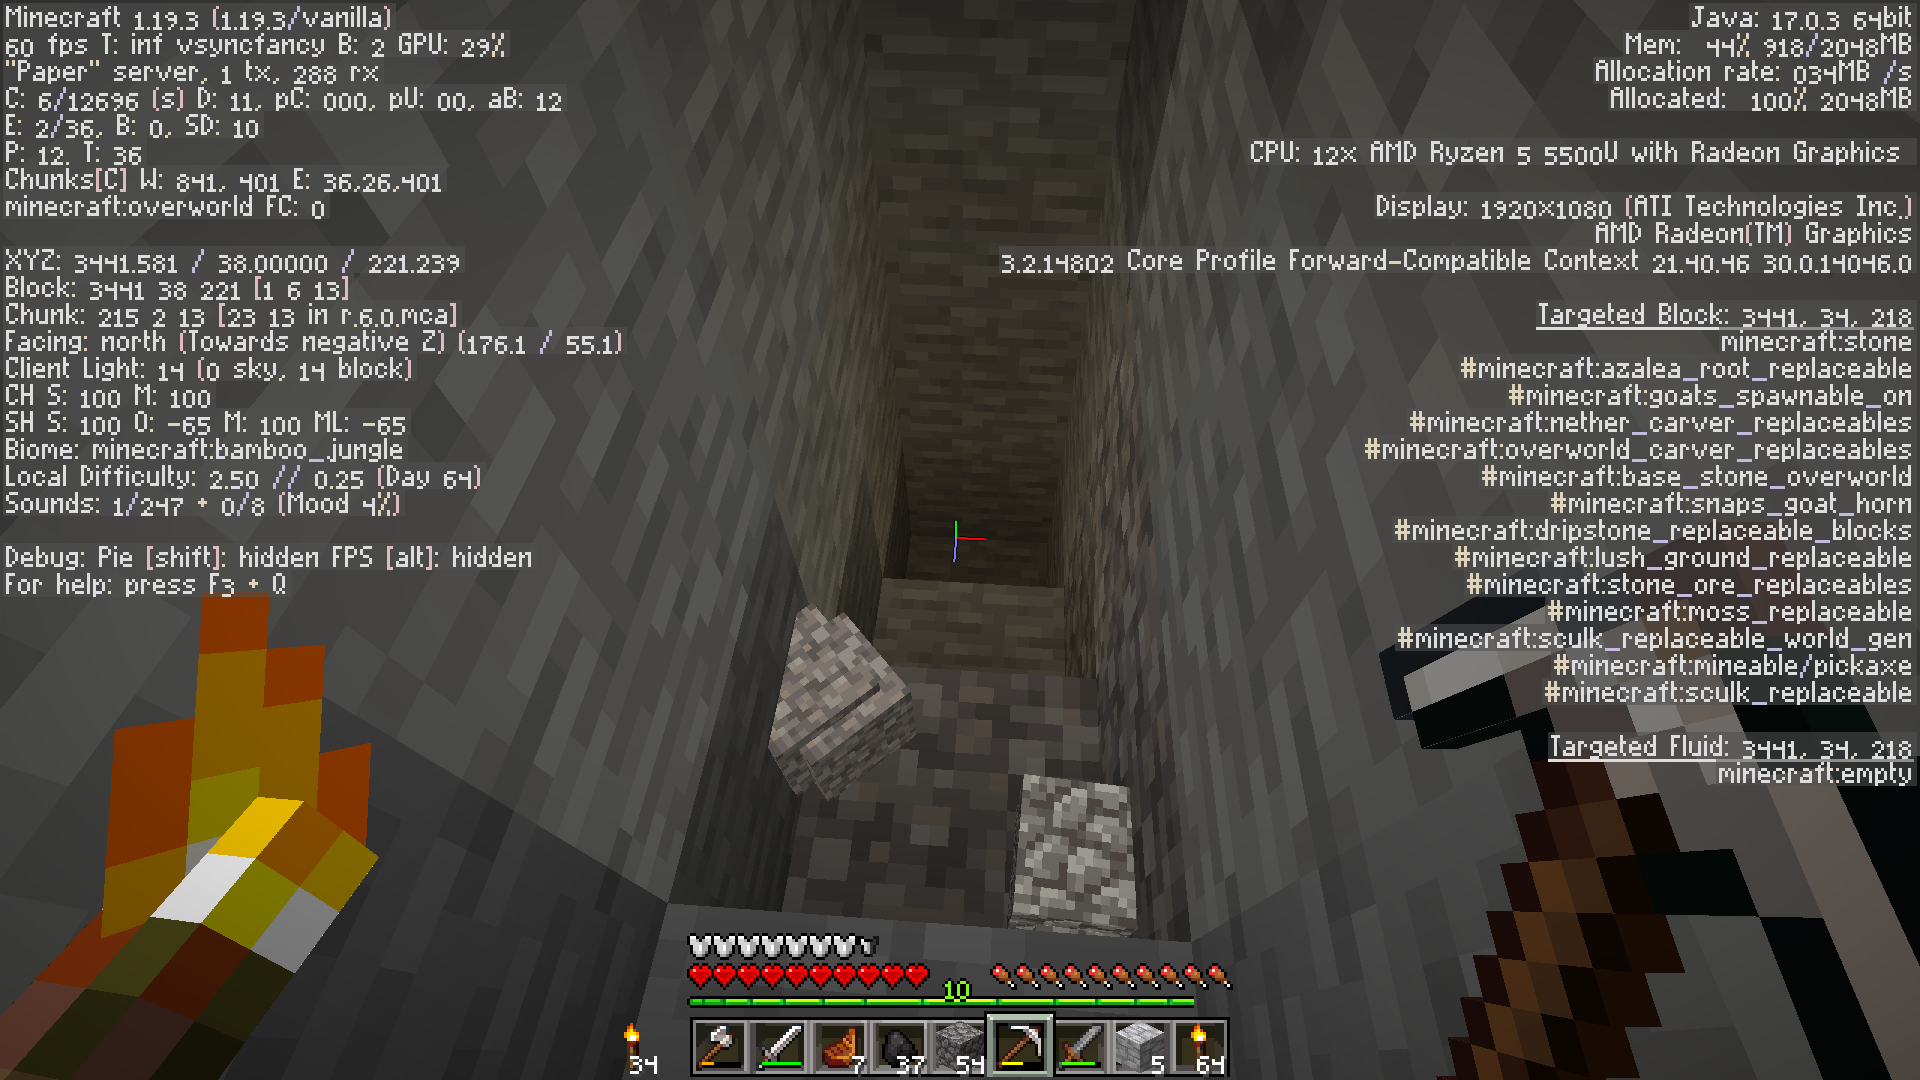 Minecraft 1.19.3 (1.19.3/vanilla)
60 fps T: inf vsyncfancy B: 2 GPU: 29%
"Paper" server, 1 tx, 288 rx
C: 6/12696 (s) D: 11, pC: 000, pU: 00, aB: 12
E: 2/36, B: 0, SD: 10
P: 12. T: 36
Chunks[C] W: 841, 401 E: 36,26,401
minecraft:overworld FC: 0
XYZ: 3441.581 / 38.00000 / 221.239
Block: 3441 38 221 [1 6 13]
Chunk: 215 2 13 [23 13 in r.6.0.mca]
Facing: north (Towards negative Z) (176.1 / 55.1)
Client Light: 14 (0 sky, 14 block)
CH S: 100 M: 100
SH S: 100 O: -65 M: 100 ML: -65
Biome: minecraft:bamboo_jungle
Local Difficulty: 2.50 // 0.25 (Day 64)
Sounds: 1/247 + 0/8 (Mood 4%)
Debug: Pie [shift]: hidden FPS [alt]: hidden
For help: press F3 + Q
Java: 17.0.3 64bit
Mem: 44% 918/2048MB
Allocation rate: 034MB /s
Allocated: 100% 2048MB
CPU: 12x AMD Ryzen 5 5500U with Radeon Graphics
Display: 1920x1080 (ATI Technologies Inc.)
AMD Radeon(TM) Graphics
3.2.14802 Core Profile Forward-Compatible Context 21.40.46 30.0.14046.0
Targeted Block: 3441, 34, 218
minecraft:stone
#minecraft:azalea_root_replaceable
#minecraft:goats_spawnable_on
#minecraft:nether_carver_replaceables
#minecraft:overworld_carver_replaceables
#minecraft:base_stone_overworld
#minecraft:snaps_goat_horn
#minecraft:dripstone_replaceable_blocks
#minecraft:lush_ground_replaceable
#minecraft:stone_ore_replaceables
#minecraft:moss_replaceable
#minecraft:sculk_replaceable_world_gen
#minecraft:mineable/pickaxe
#minecraft:sculk_replaceable
Targeted Fluid: 3441, 34, 218
minecraft:empty
10
34
7
37
54
5
64